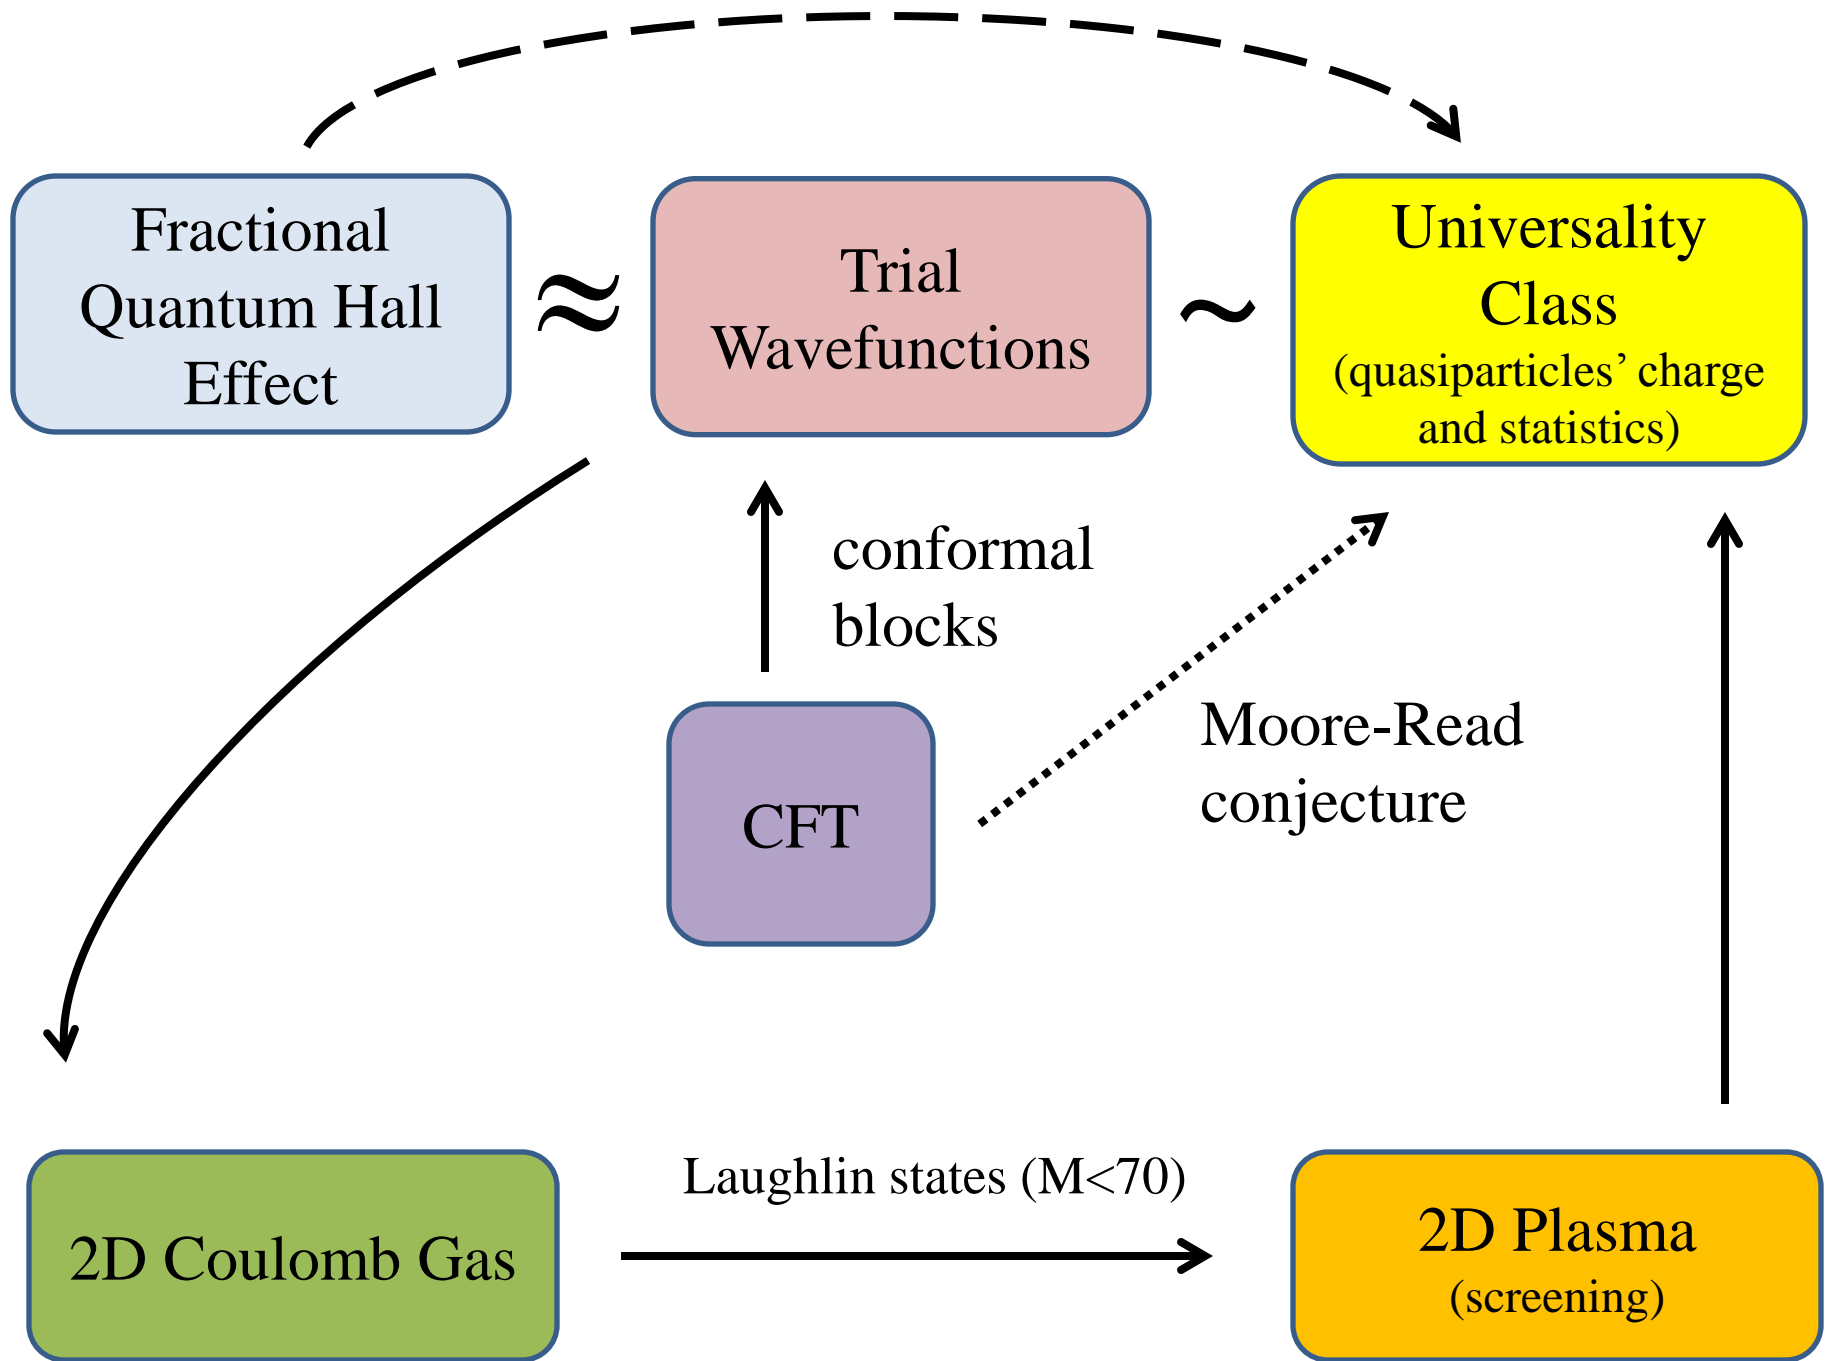 Fractional
Quantum Hall
Effect
≈
Trial
Wavefunctions
~
Universality
Class
(quasiparticles’ charge
and statistics)
conformal
blocks
Moore-Read
conjecture
CFT
Laughlin states (M<70)
2D Coulomb Gas
2D Plasma
(screening)